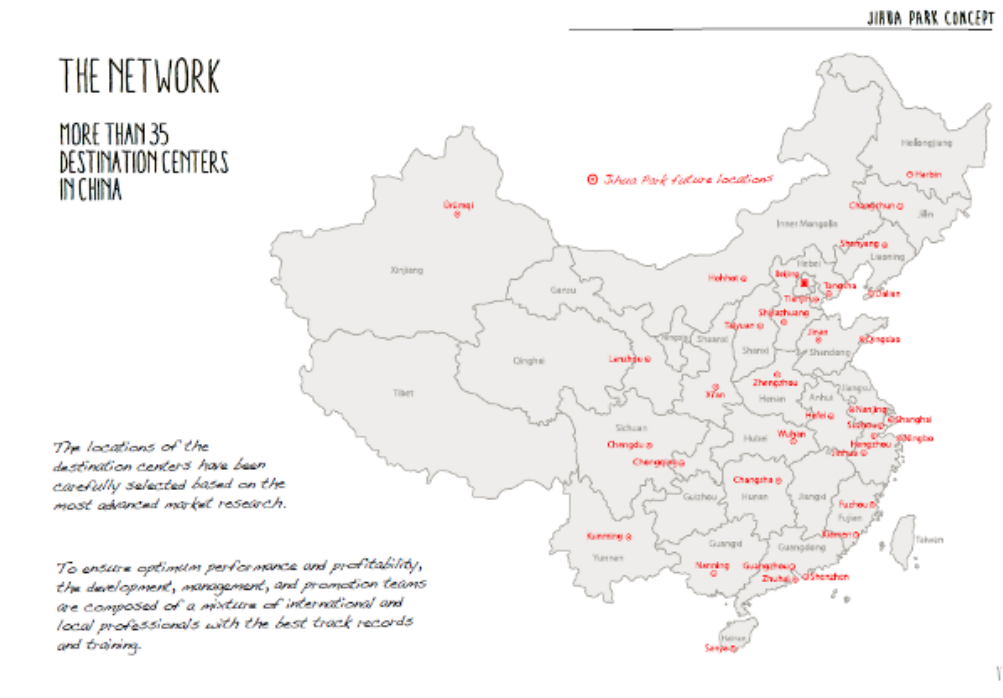 JIHUA PARK CONCEPT
THE NETWORK
MORE THAN 35
DESTINATION CENTERS
IN CHINA
Jihua Park future locations
Heilongjiang
Harbin
Changchun
Jilin
Ürümqi
Inner Mongolia
Shenyang
Liaoning
Hebei
Xinjiang
Hohhot
Beijing
Tangsha
Dalian
Gansu
Tianjin
Shijiazhuang
Taiyuan
Jinan
Qingdao
Ningxia
Shaanxi
Shanxi
Shandong
Qinghai
Lanzhou
Zhengzhou
Xi'an
Henan
Anhui
Jiangsu
Tibet
Nanjing
Hefei
Shanghai
Suzhou
Sichuan
Hubei
Wuhan
Ningbo
Chengdu
Hangzhou
Jinhua
Chongqing
Changsha
Guizhou
Hunan
Jiangxi
Fuzhou
Fujian
Kunming
Xiamen
Taiwan
Yunnan
Guangxi
Guangdong
Nanning
Guangzhou
Zhuhai
Shenzhen
Hainan
Sanya
The locations of the
destination centers have been
carefully selected based on the
most advanced market research.
To ensure optimum performance and profitability,
the development, management, and promotion teams
are composed of a mixture of international and
local professionals with the best track records
and training.